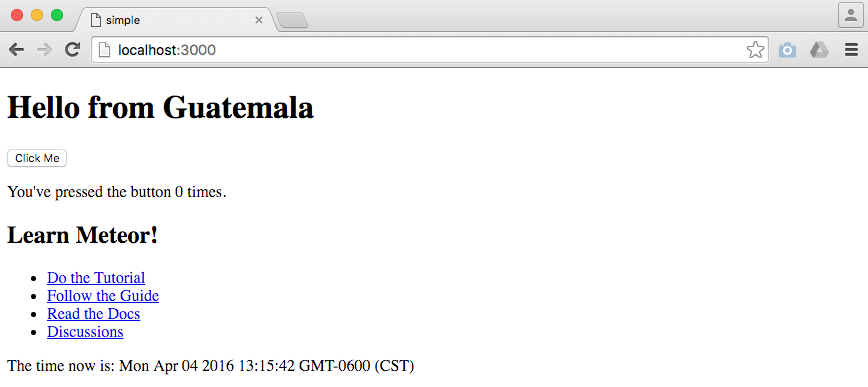 simple
localhost:3000
Hello from Guatemala
Click Me
You've pressed the button 0 times.
Learn Meteor!
Do the Tutorial
Follow the Guide
Read the Docs
Discussions
The time now is: Mon Apr 04 2016 13:15:42 GMT-0600 (CST)